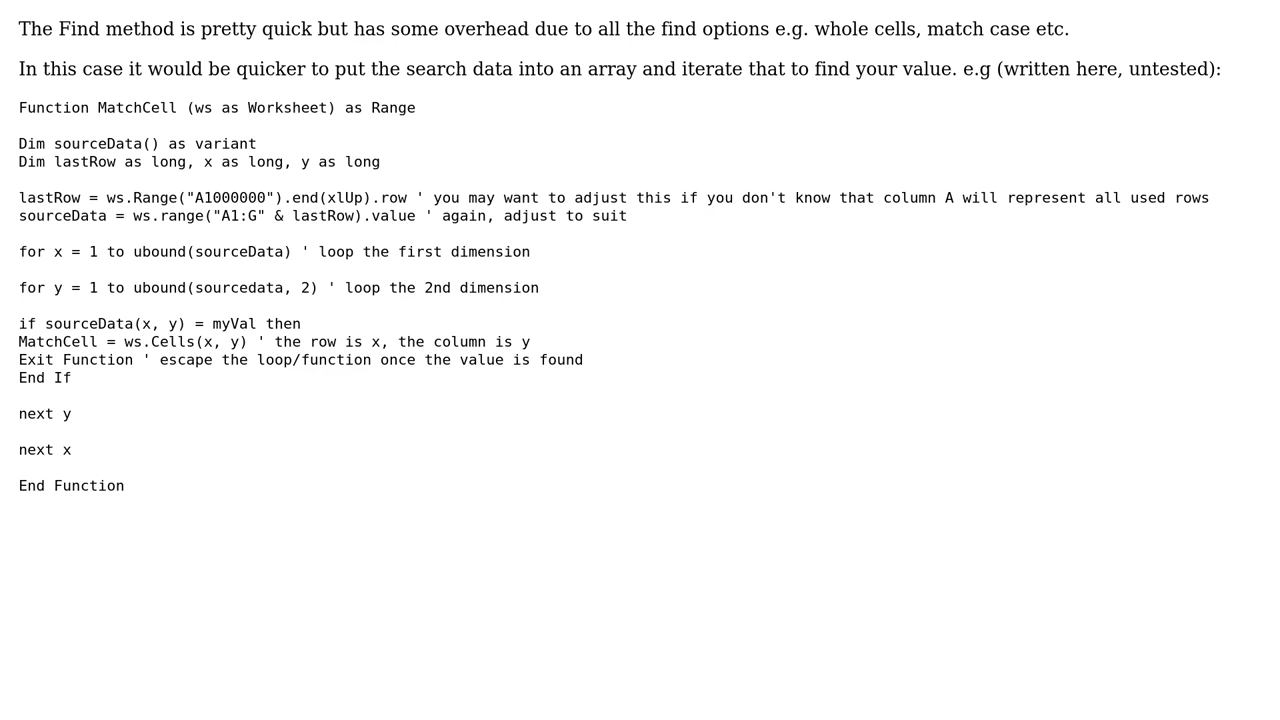 The Find method is pretty quick but has some overhead due to all the find options e.g. whole cells, match case etc.
In this case it would be quicker to put the search data into an array and iterate that to find your value. e.g (written here, untested):
Function MatchCell (ws as Worksheet) as Range
Dim sourceData() as variant
Dim lastRow as long, x as long, y as long
lastRow = ws.Range("A1000000").end(xlUp).row ' you may want to adjust this if you don't know that column A will represent all used rows
sourceData = ws.range("A1:G" & lastRow).value ' again, adjust to suit
for x = 1 to ubound(sourceData) ' loop the first dimension
for y = 1 to ubound(sourcedata, 2) ' loop the 2nd dimension
if sourceData(x, y) = myVal then
MatchCell = ws.Cells(x, y) ' the row is x, the column is y
Exit Function ' escape the loop/function once the value is found
End If
next y
next x
End Function